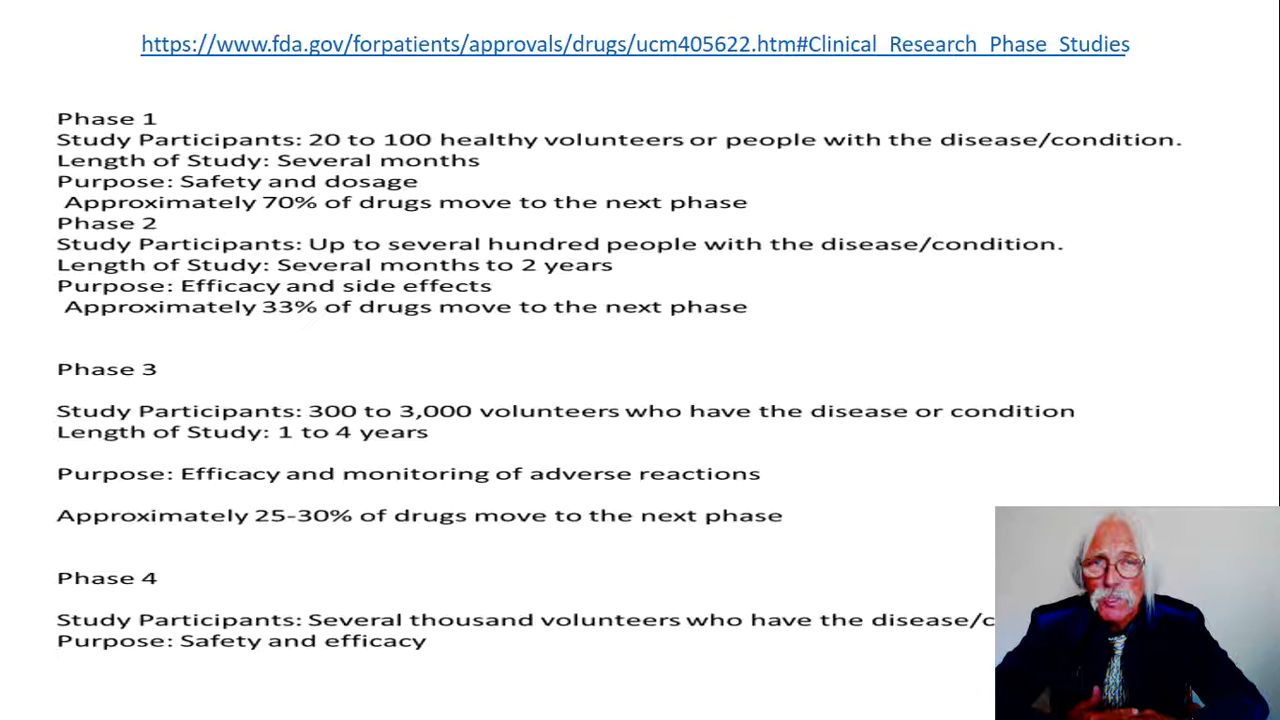 https://www.fda.gov/forpatients/approvals/drugs/ucm405622.htm#Clinical_Research_Phase_Studies
Phase 1
Study Participants: 20 to 100 healthy volunteers or people with the disease/condition.
Length of Study: Several months
Purpose: Safety and dosage
Approximately 70% of drugs move to the next phase
Phase 2
Study Participants: Up to several hundred people with the disease/condition.
Length of Study: Several months to 2 years
Purpose: Efficacy and side effects
Approximately 33% of drugs move to the next phase
Phase 3
Study Participants: 300 to 3,000 volunteers who have the disease or condition
Length of Study: 1 to 4 years
Purpose: Efficacy and monitoring of adverse reactions
Approximately 25-30% of drugs move to the next phase
Phase 4
Study Participants: Several thousand volunteers who have the disease/c
Purpose: Safety and efficacy